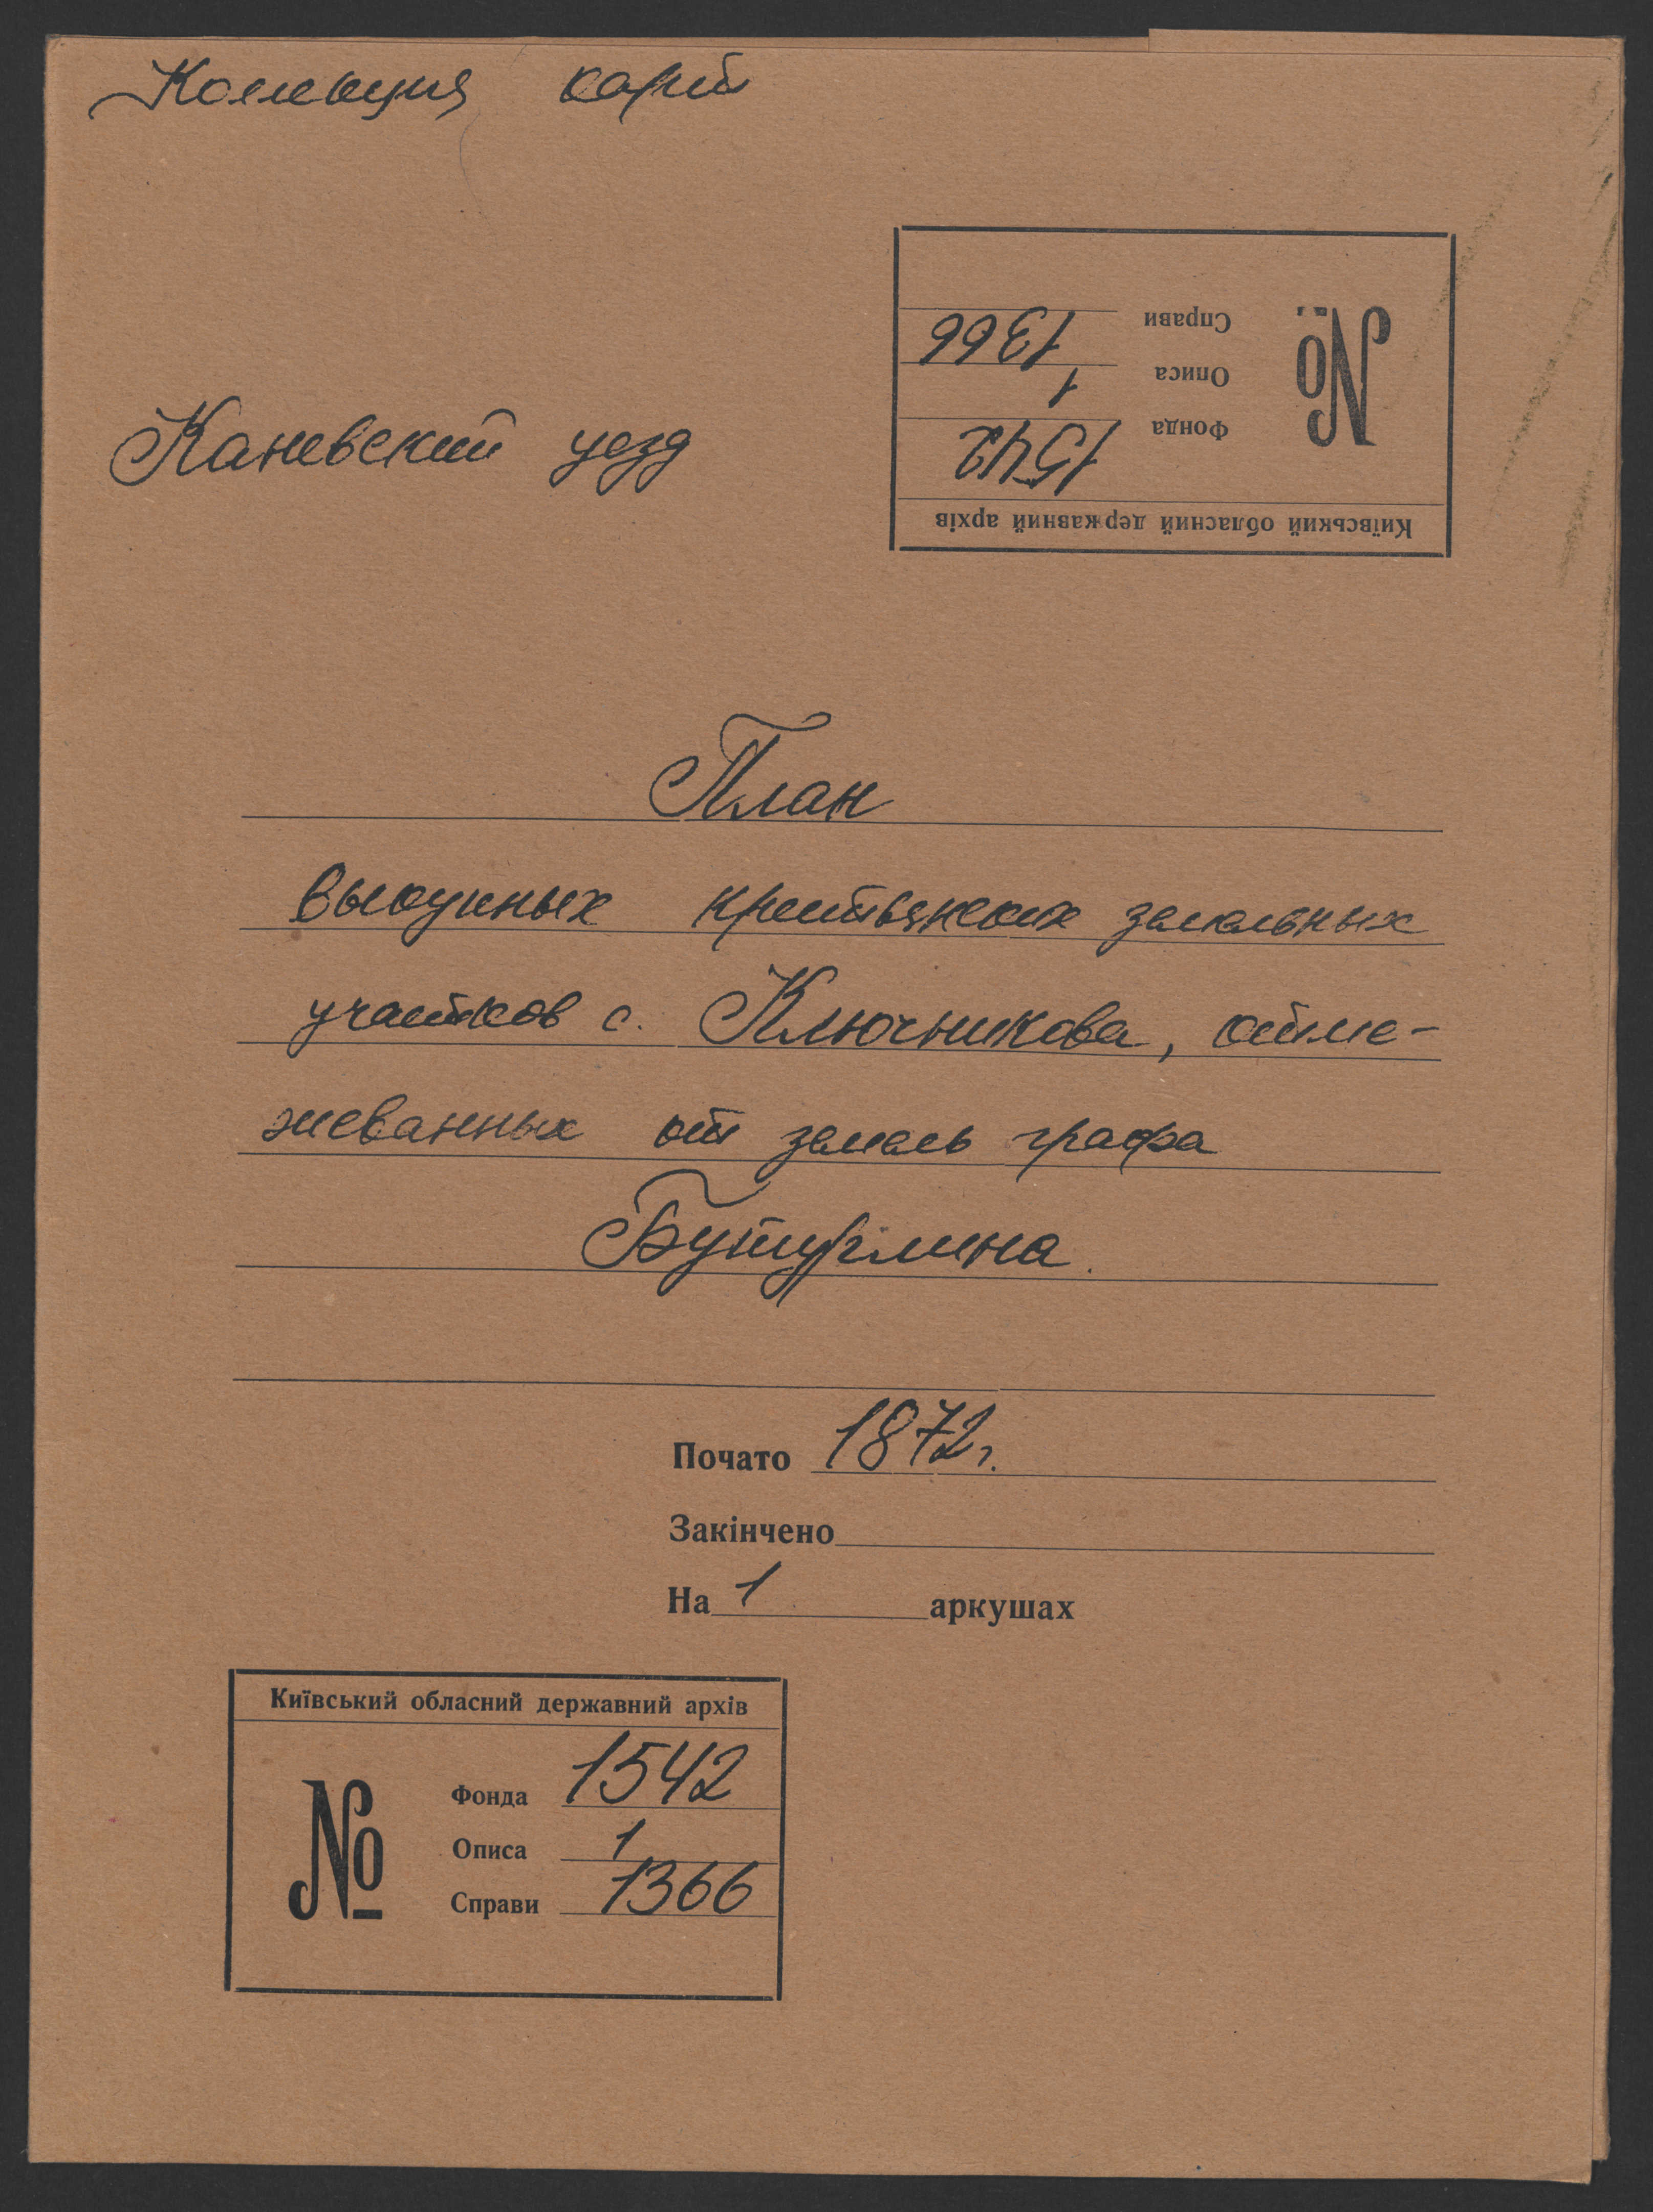 Коллекция карт
Справи 1366
Описа 1
Фонда 1542
№
Київський обласний державний архів
Каневский уезд
План
выкупных крестьянских земельных
участков с. Ключникова, отме-
жеванных от земель графа
Бутурлина.
Почато 1872г.
Закінчено
На 1 аркушах
Київський обласний державний архів
№
Фонда 1542
Описа 1
Справи 1366